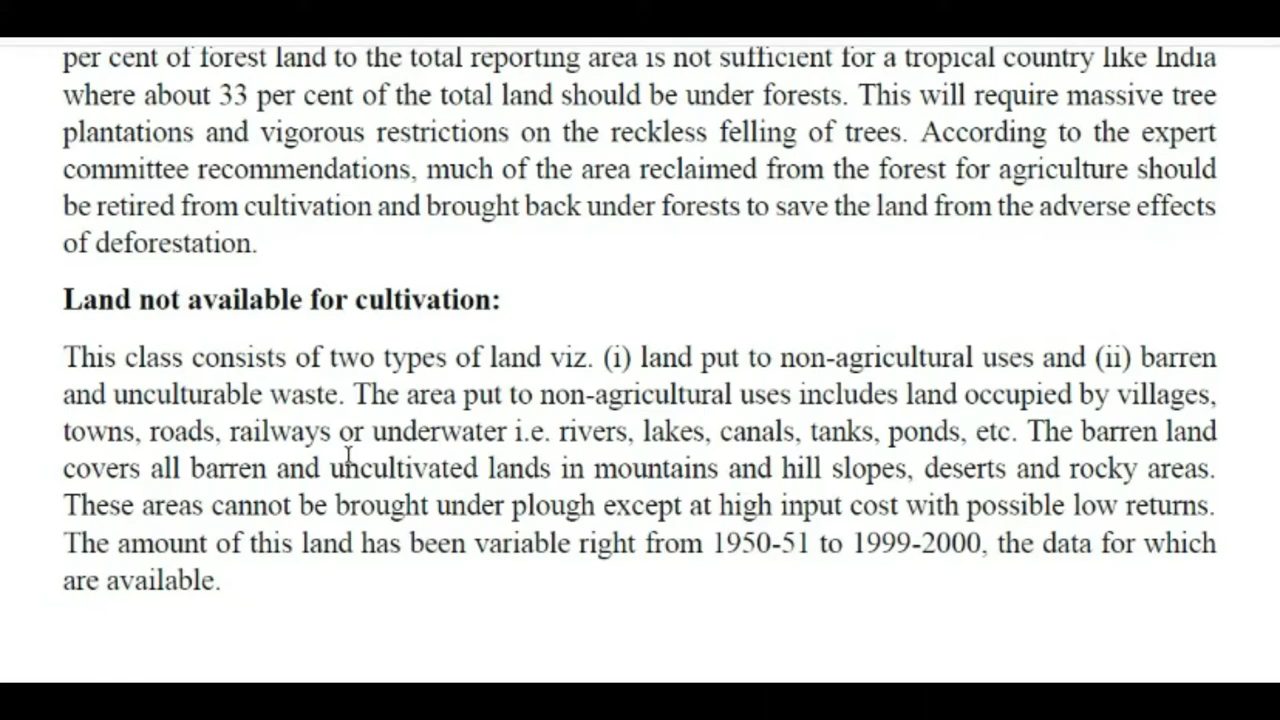 per cent of forest land to the total reporting area is not sufficient for a tropical country like India
where about 33 per cent of the total land should be under forests. This will require massive tree
plantations and vigorous restrictions on the reckless felling of trees. According to the expert
committee recommendations, much of the area reclaimed from the forest for agriculture should
be retired from cultivation and brought back under forests to save the land from the adverse effects
of deforestation.
Land not available for cultivation:
This class consists of two types of land viz. (i) land put to non-agricultural uses and (ii) barren
and unculturable waste. The area put to non-agricultural uses includes land occupied by villages,
towns, roads, railways or underwater i.e. rivers, lakes, canals, tanks, ponds, etc. The barren land
covers all barren and uncultivated lands in mountains and hill slopes, deserts and rocky areas.
These areas cannot be brought under plough except at high input cost with possible low returns.
The amount of this land has been variable right from 1950-51 to 1999-2000, the data for which
are available.